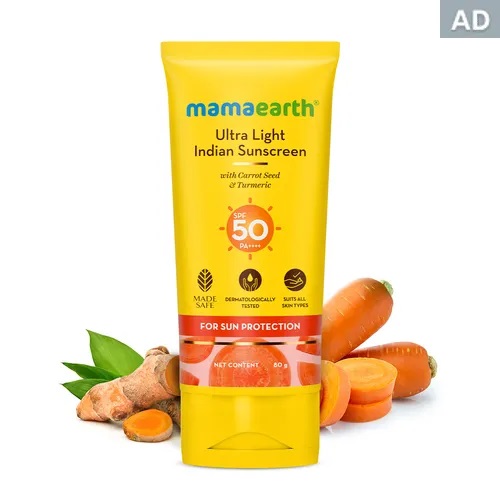 AD
mamaearth®
Ultra Light
Indian Sunscreen
with Carrot Seed
& Turmeric
SPF
50
PA++++
MADE
SAFE
DERMATOLOGICALLY
TESTED
SUITS ALL
SKIN TYPES
FOR SUN PROTECTION
NET CONTENT 80 g